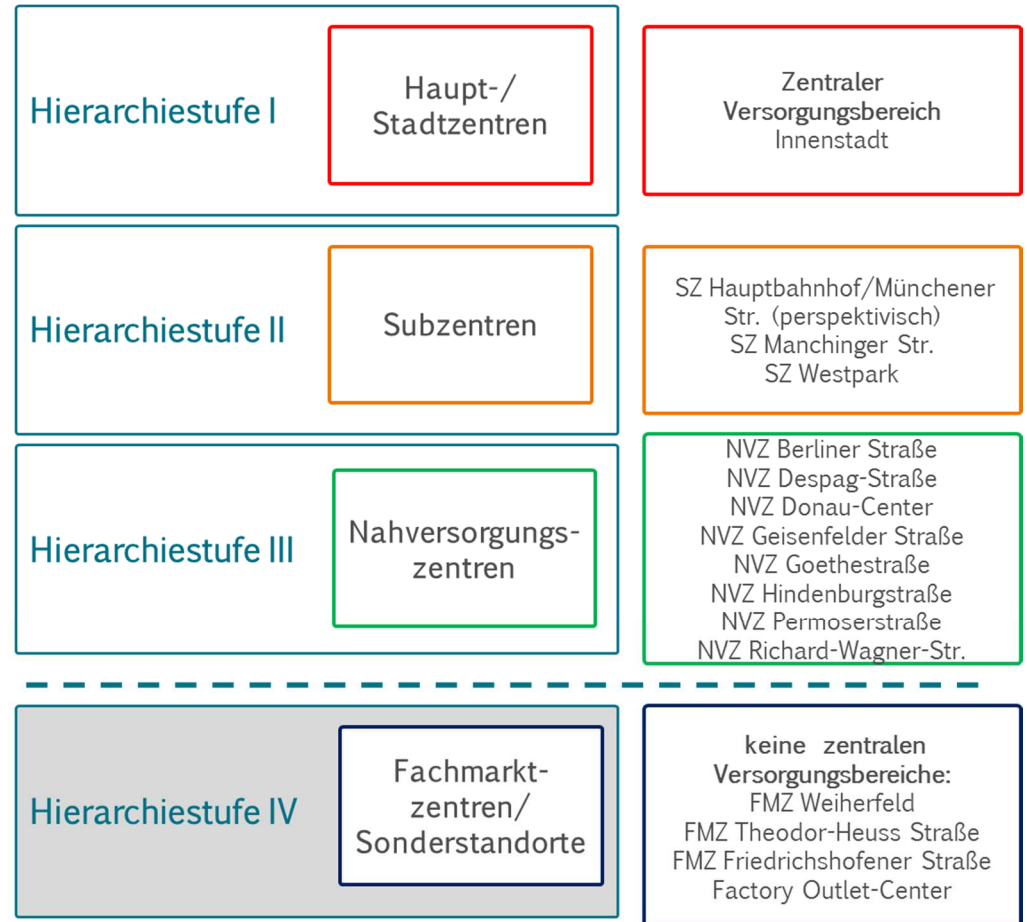 Hierarchiestufe I
Haupt-/
Stadtzentren
Zentraler
Versorgungsbereich
Innenstadt
Hierarchiestufe II
Subzentren
SZ Hauptbahnhof/Münchener
Str. (perspektivisch)
SZ Manchinger Str.
SZ Westpark
Hierarchiestufe III
Nahversorgungs-
zentren
NVZ Berliner Straße
NVZ Despag-Straße
NVZ Donau-Center
NVZ Geisenfelder Straße
NVZ Goethestraße
NVZ Hindenburgstraße
NVZ Permoserstraße
NVZ Richard-Wagner-Str.
Hierarchiestufe IV
Fachmarkt-
zentren/
Sonderstandorte
keine zentralen
Versorgungsbereiche:
FMZ Weiherfeld
FMZ Theodor-Heuss Straße
FMZ Friedrichshofener Straße
Factory Outlet-Center